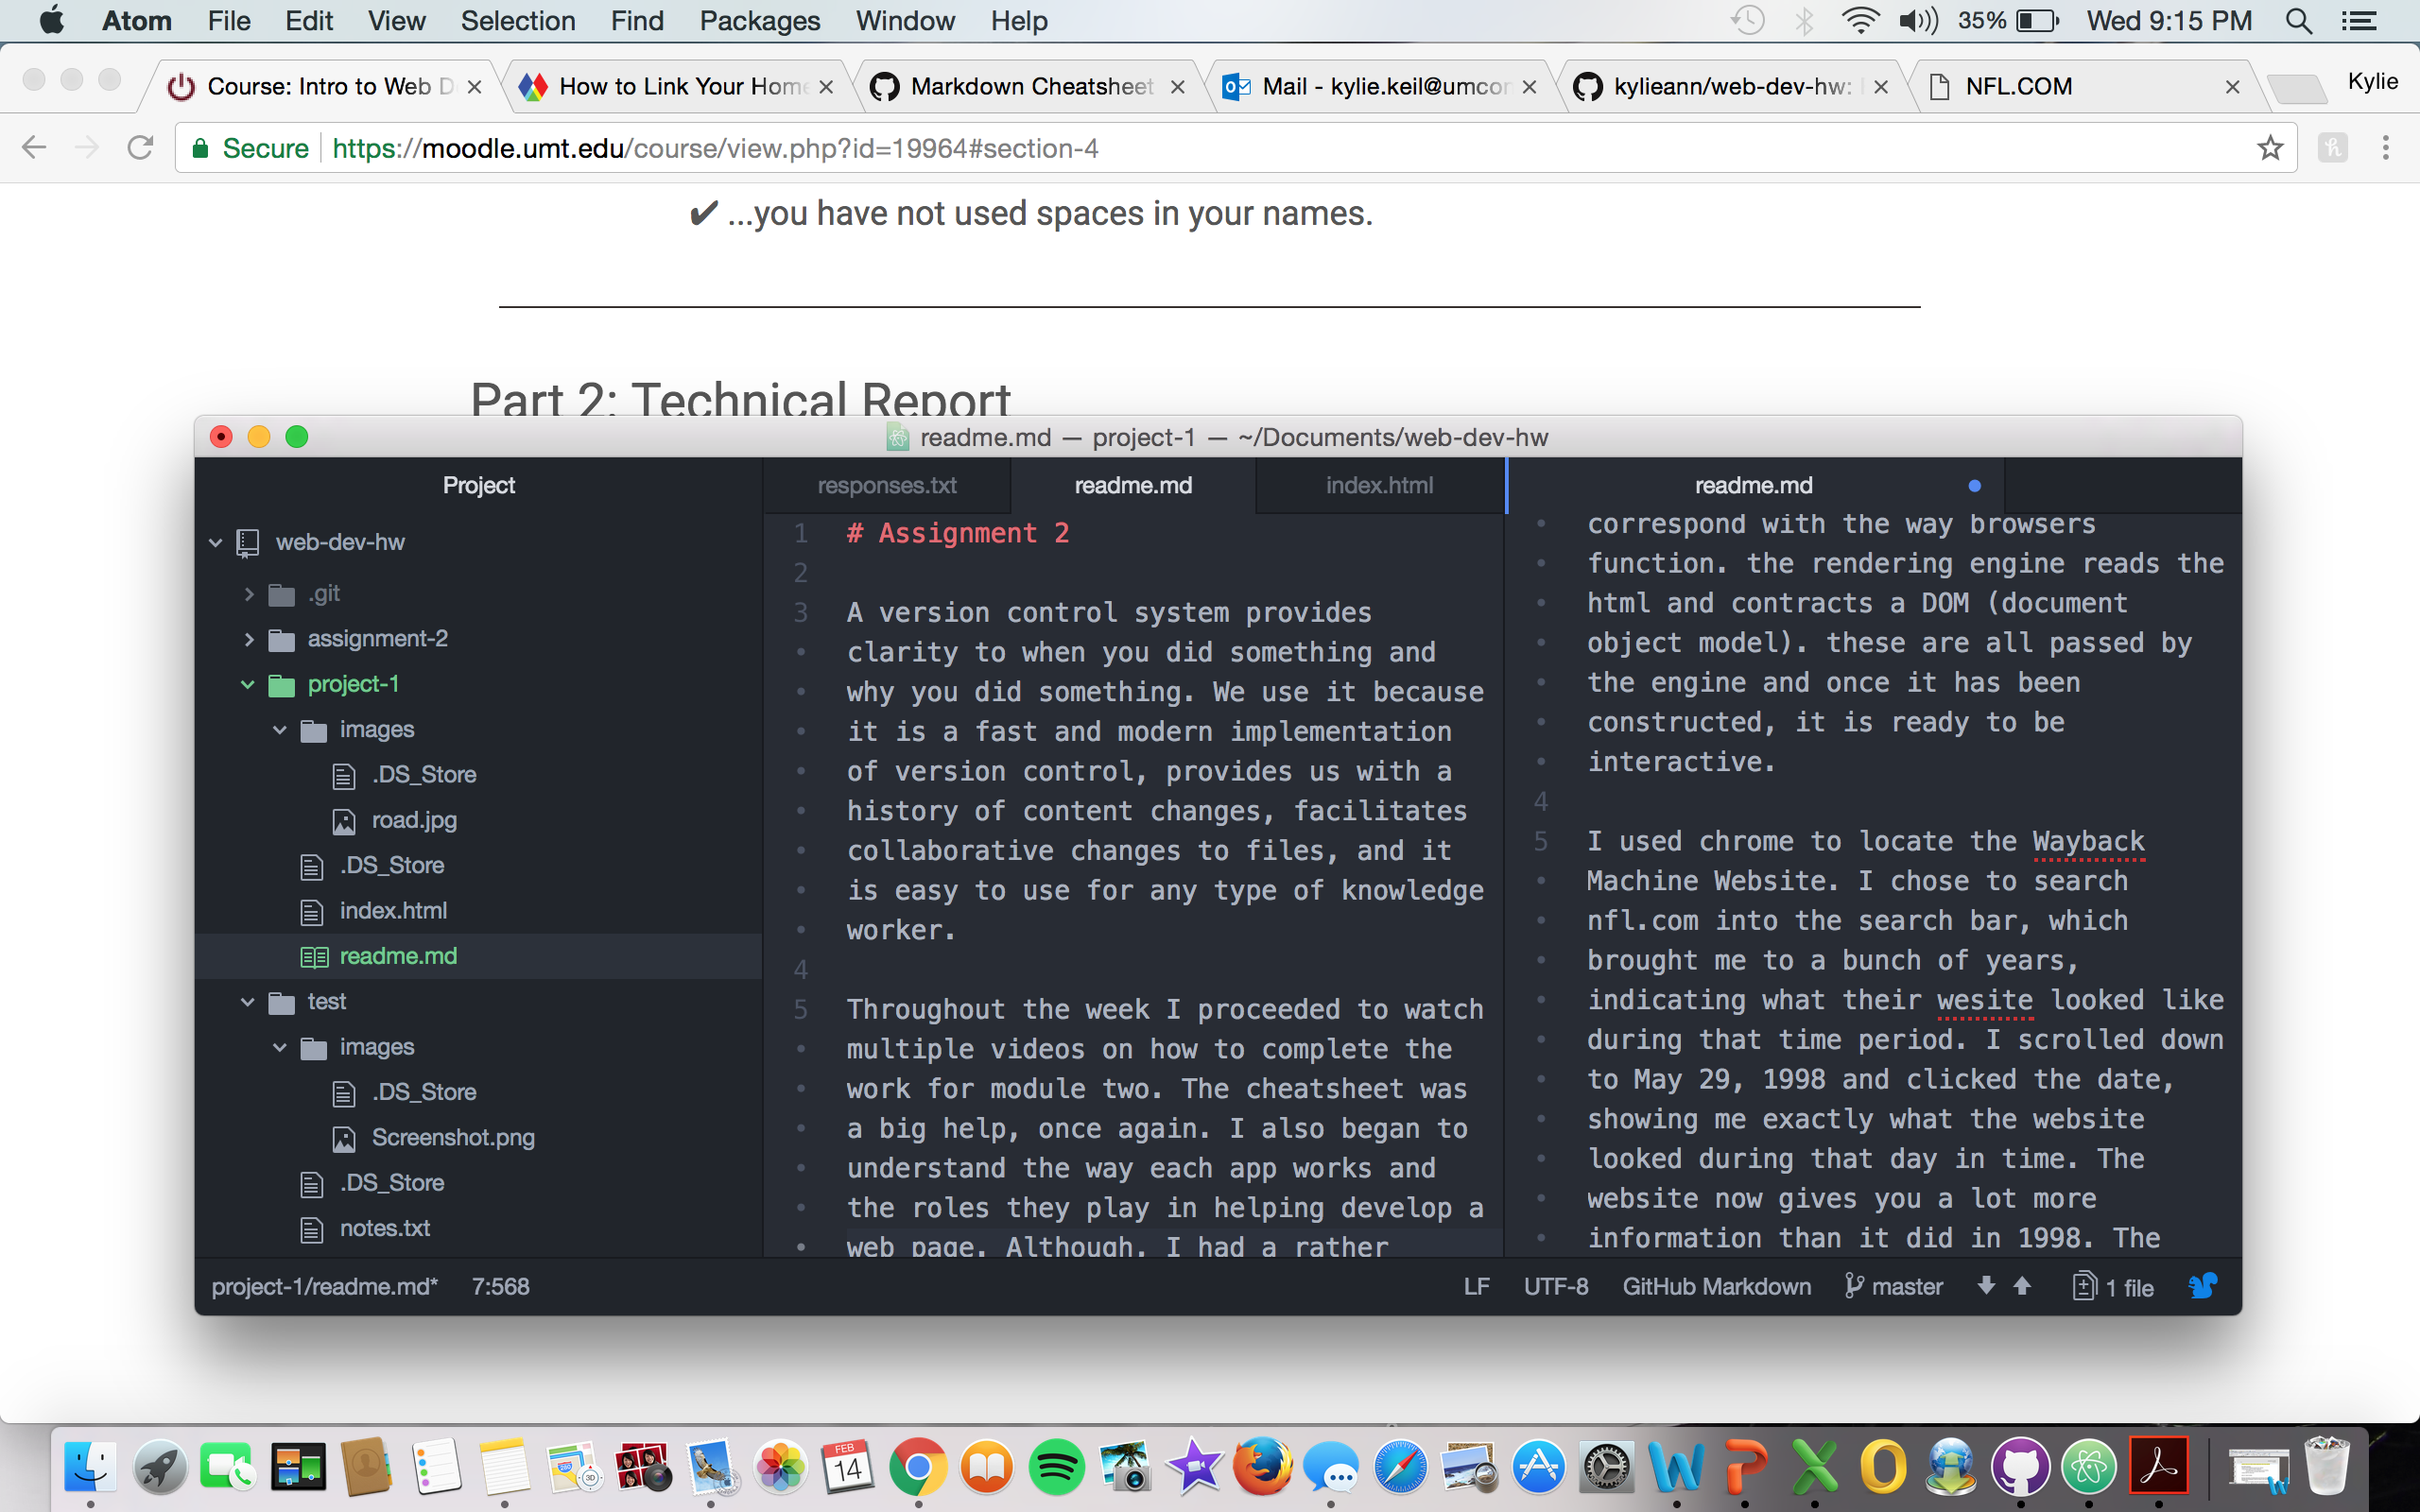 Atom File Edit View Selection Find Packages Window Help 35% Wed 9:15 PM
Course: Intro to Web D
How to Link Your Home
Markdown Cheatsheet
Mail - kylie.keil@umcon
kylieann/web-dev-hw:
NFL.COM
Kylie
Secure https://moodle.umt.edu/course/view.php?id=19964#section-4
✔ ...you have not used spaces in your names.
Part 2: Technical Report
readme.md — project-1 — ~/Documents/web-dev-hw
Project
web-dev-hw
.git
assignment-2
project-1
images
.DS_Store
road.jpg
.DS_Store
index.html
readme.md
test
images
.DS_Store
Screenshot.png
.DS_Store
notes.txt
responses.txt readme.md index.html
1 # Assignment 2
2
3 A version control system provides
clarity to when you did something and
why you did something. We use it because
it is a fast and modern implementation
of version control, provides us with a
history of content changes, facilitates
collaborative changes to files, and it
is easy to use for any type of knowledge
worker.
4
5 Throughout the week I proceeded to watch
multiple videos on how to complete the
work for module two. The cheatsheet was
a big help, once again. I also began to
understand the way each app works and
the roles they play in helping develop a
web page. Although, I had a rather
readme.md
correspond with the way browsers
function. the rendering engine reads the
html and contracts a DOM (document
object model). these are all passed by
the engine and once it has been
constructed, it is ready to be
interactive.
4
5 I used chrome to locate the Wayback
Machine Website. I chose to search
nfl.com into the search bar, which
brought me to a bunch of years,
indicating what their wesite looked like
during that time period. I scrolled down
to May 29, 1998 and clicked the date,
showing me exactly what the website
looked during that day in time. The
website now gives you a lot more
information than it did in 1998. The
project-1/readme.md* 7:568 LF UTF-8 GitHub Markdown master 1 file
FEB
14